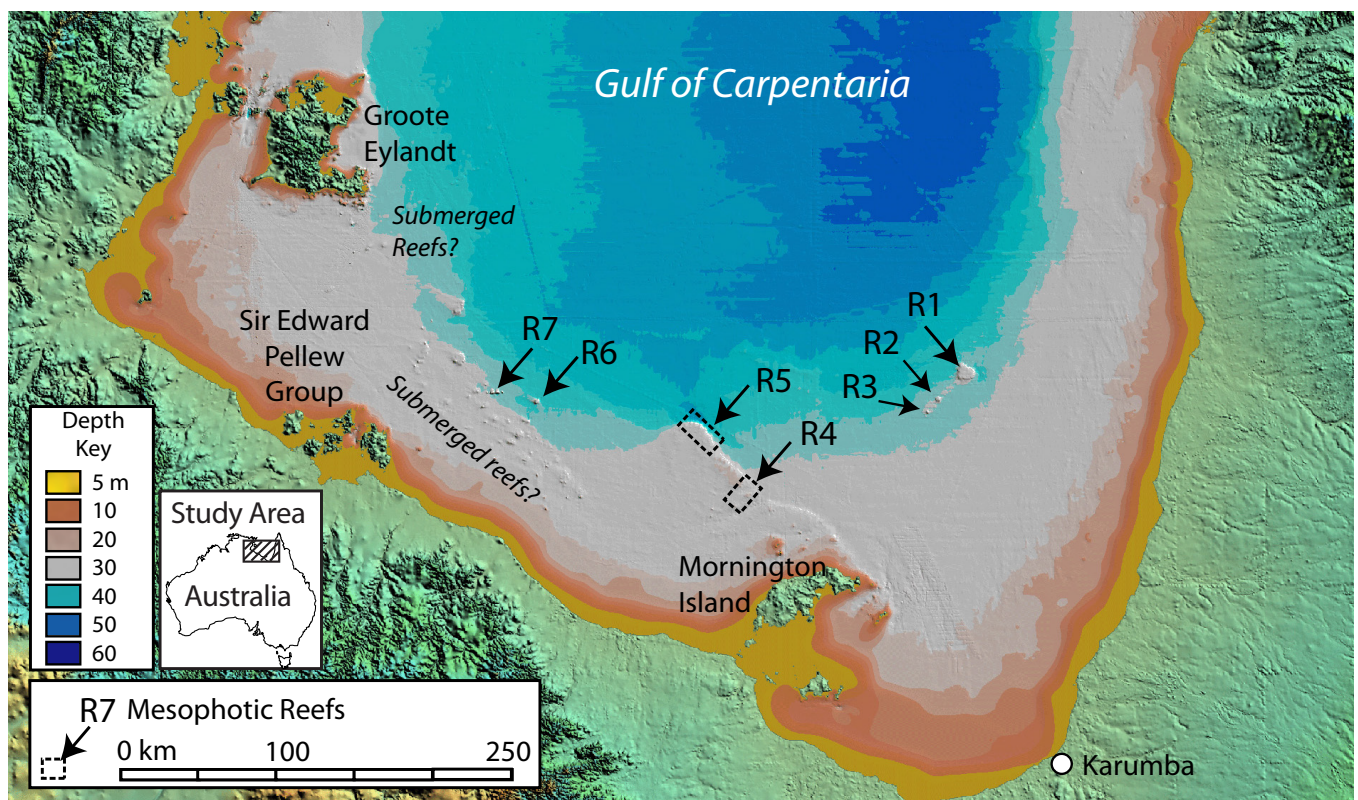 Gulf of Carpentaria
Groote
Eylandt
Submerged
Reefs?
Sir Edward
Pellew
Group
R7
R6
Submerged reefs?
R5
R4
R1
R2
R3
Mornington
Island
Karumba
Depth
Key
5 m
10
20
30
40
50
60
Study Area
Australia
R7 Mesophotic Reefs
0 km 100 250